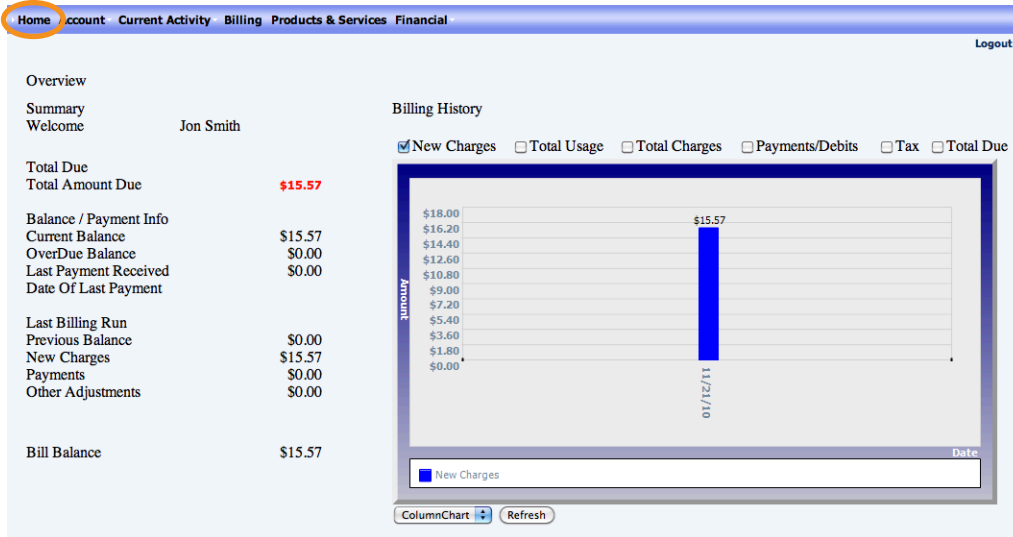 Home Account Current Activity Billing Products & Services Financial
Logout
Overview
Summary
Welcome Jon Smith
Total Due
Total Amount Due $15.57
Balance / Payment Info
Current Balance $15.57
OverDue Balance $0.00
Last Payment Received $0.00
Date Of Last Payment
Last Billing Run
Previous Balance $0.00
New Charges $15.57
Payments $0.00
Other Adjustments $0.00
Bill Balance $15.57
Billing History
New Charges Total Usage Total Charges Payments/Debits Tax Total Due
$18.00
$16.20
$14.40
$12.60
$10.80
$9.00
$7.20
$5.40
$3.60
$1.80
$0.00
Amount
$15.57
11/21/10
Date
New Charges
ColumnChart Refresh